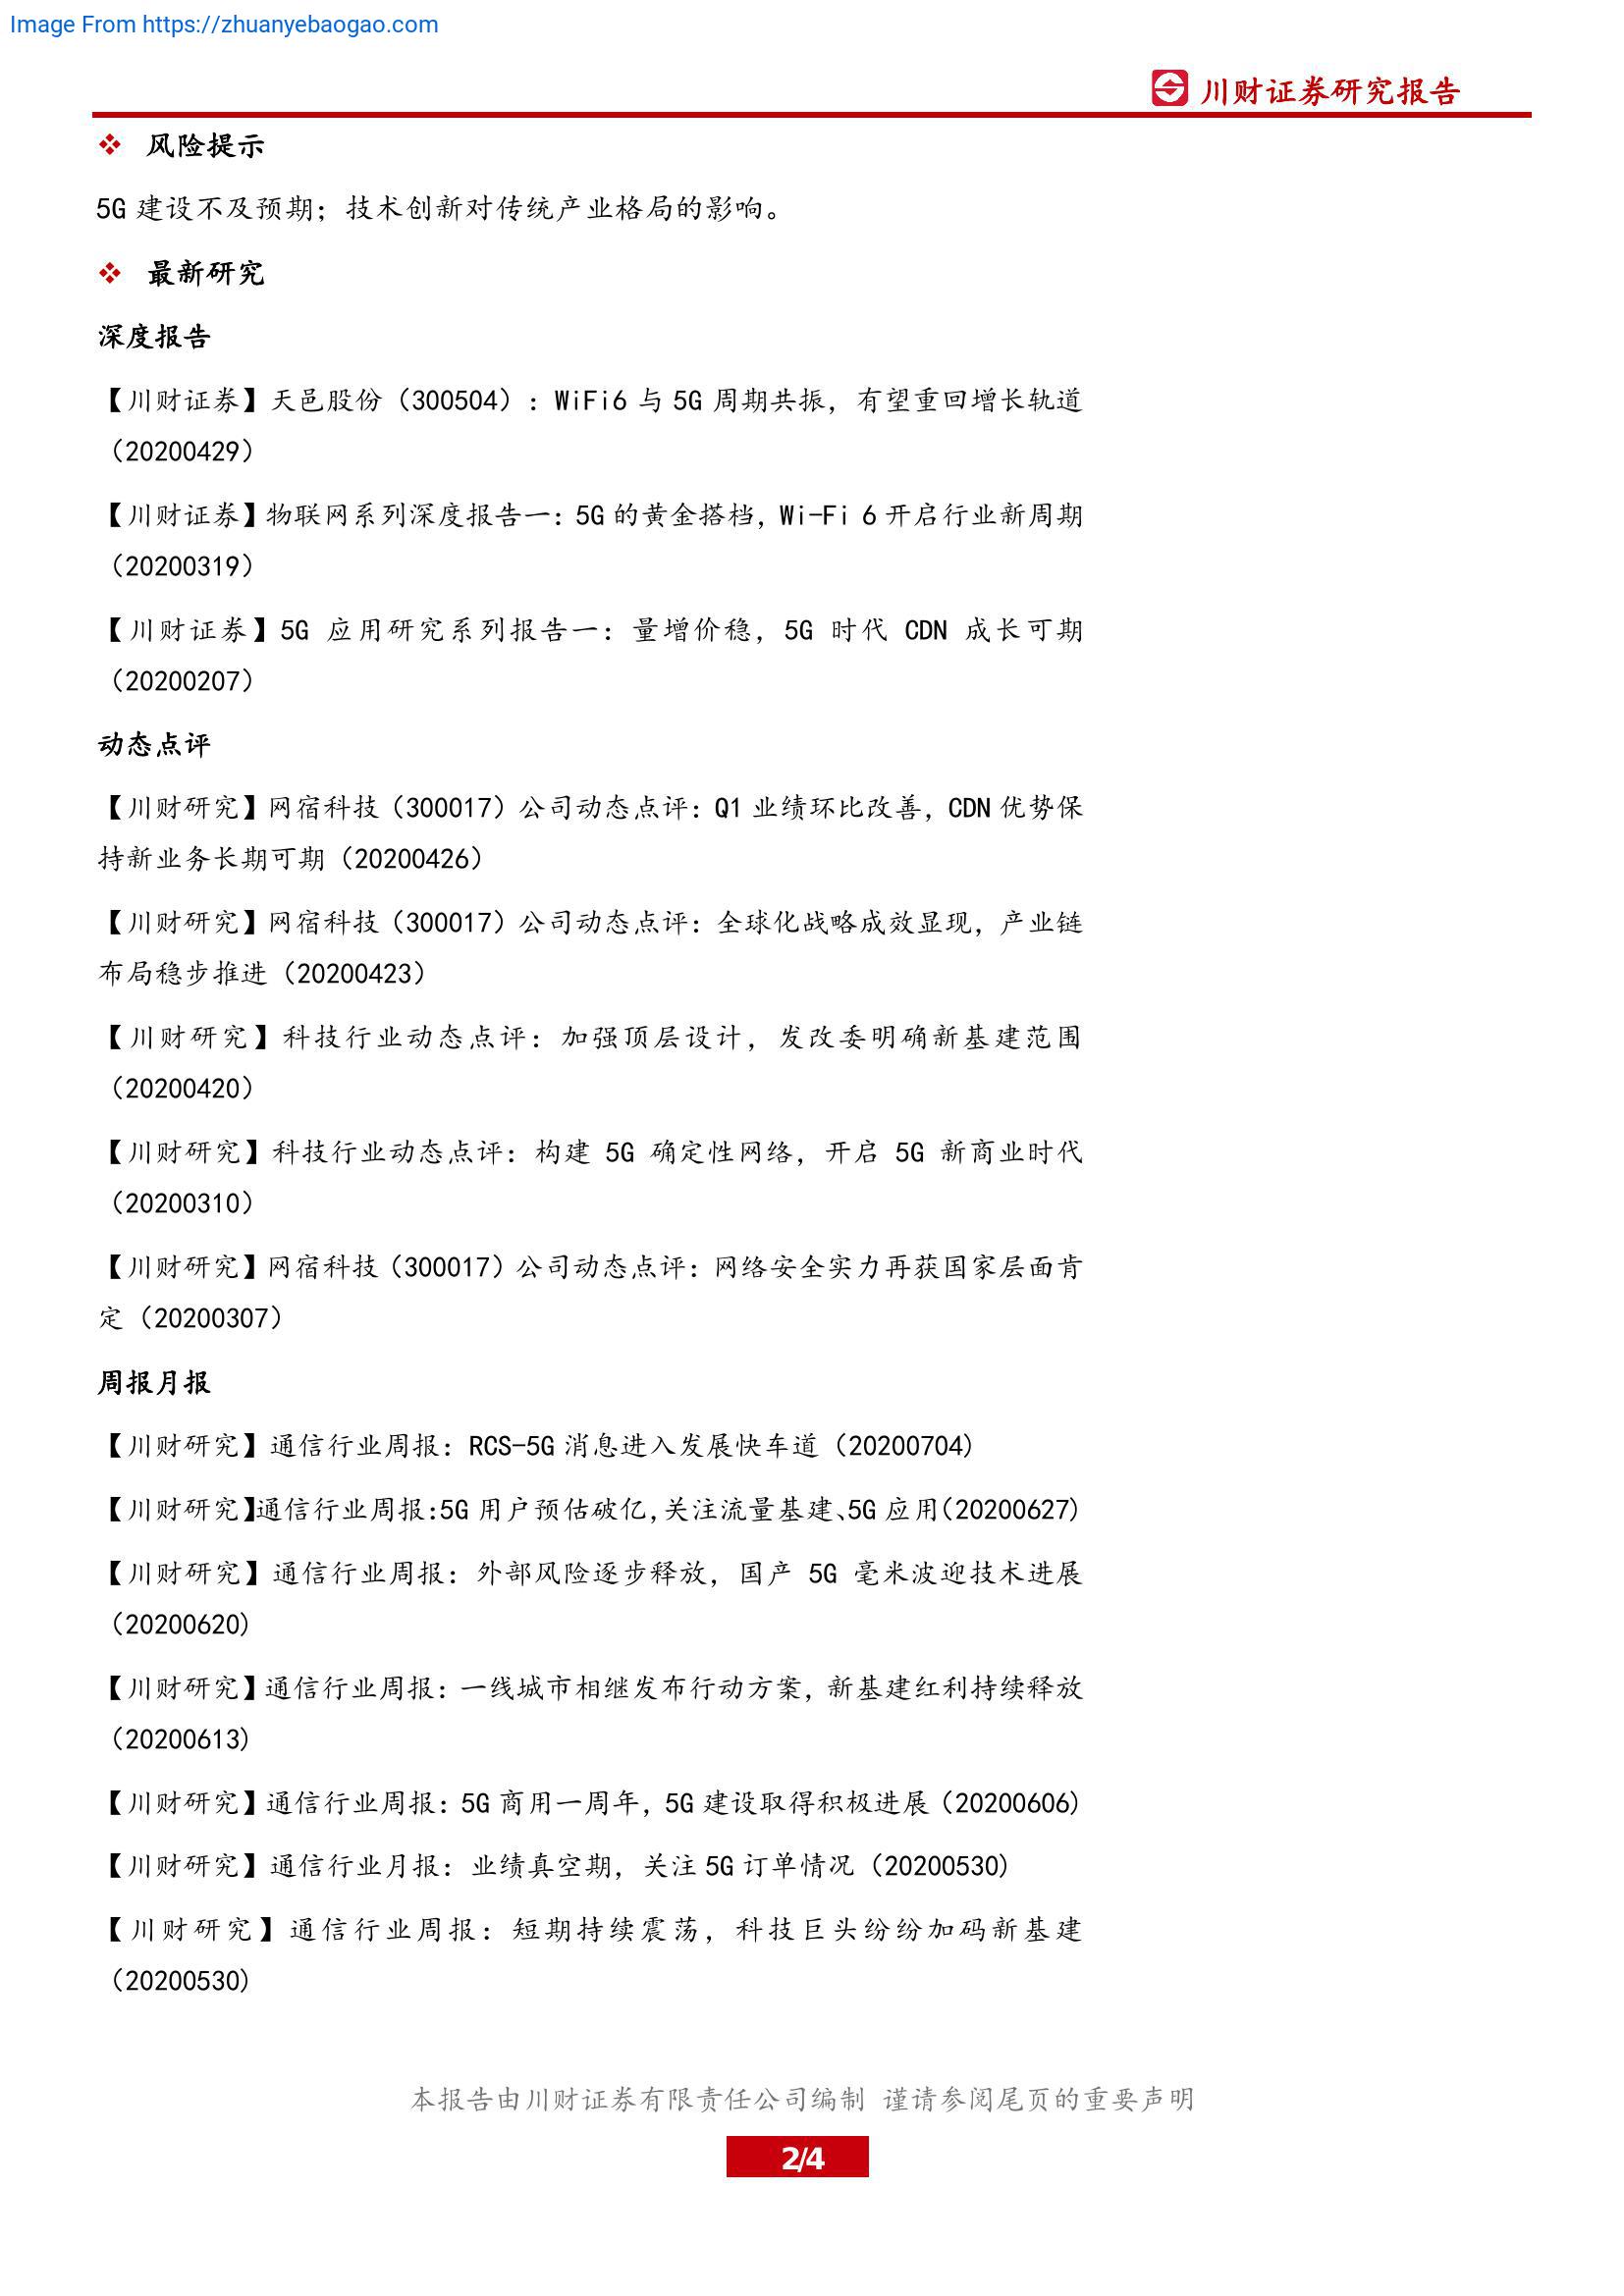 Image From https://zhuanyebaogao.com
川财证券研究报告
❖ 风险提示
5G 建设不及预期；技术创新对传统产业格局的影响。
❖ 最新研究
深度报告
【川财证券】天邑股份（300504）：WiFi6 与 5G 周期共振，有望重回增长轨道
（20200429）
【川财证券】物联网系列深度报告一：5G 的黄金搭档，Wi-Fi 6 开启行业新周期
（20200319）
【川财证券】5G 应用研究系列报告一：量增价稳，5G 时代 CDN 成长可期
（20200207）
动态点评
【川财研究】网宿科技（300017）公司动态点评：Q1 业绩环比改善，CDN 优势保
持新业务长期可期（20200426）
【川财研究】网宿科技（300017）公司动态点评：全球化战略成效显现，产业链
布局稳步推进（20200423）
【川财研究】科技行业动态点评：加强顶层设计，发改委明确新基建范围
（20200420）
【川财研究】科技行业动态点评：构建 5G 确定性网络，开启 5G 新商业时代
（20200310）
【川财研究】网宿科技（300017）公司动态点评：网络安全实力再获国家层面肯
定（20200307）
周报月报
【川财研究】通信行业周报：RCS-5G 消息进入发展快车道（20200704)
【川财研究】通信行业周报：5G 用户预估破亿，关注流量基建、5G 应用（20200627)
【川财研究】通信行业周报：外部风险逐步释放，国产 5G 毫米波迎技术进展
（20200620)
【川财研究】通信行业周报：一线城市相继发布行动方案，新基建红利持续释放
（20200613)
【川财研究】通信行业周报：5G 商用一周年，5G 建设取得积极进展（20200606)
【川财研究】通信行业月报：业绩真空期，关注 5G 订单情况（20200530)
【川财研究】通信行业周报：短期持续震荡，科技巨头纷纷加码新基建
（20200530)
本报告由川财证券有限责任公司编制 谨请参阅尾页的重要声明
2/4